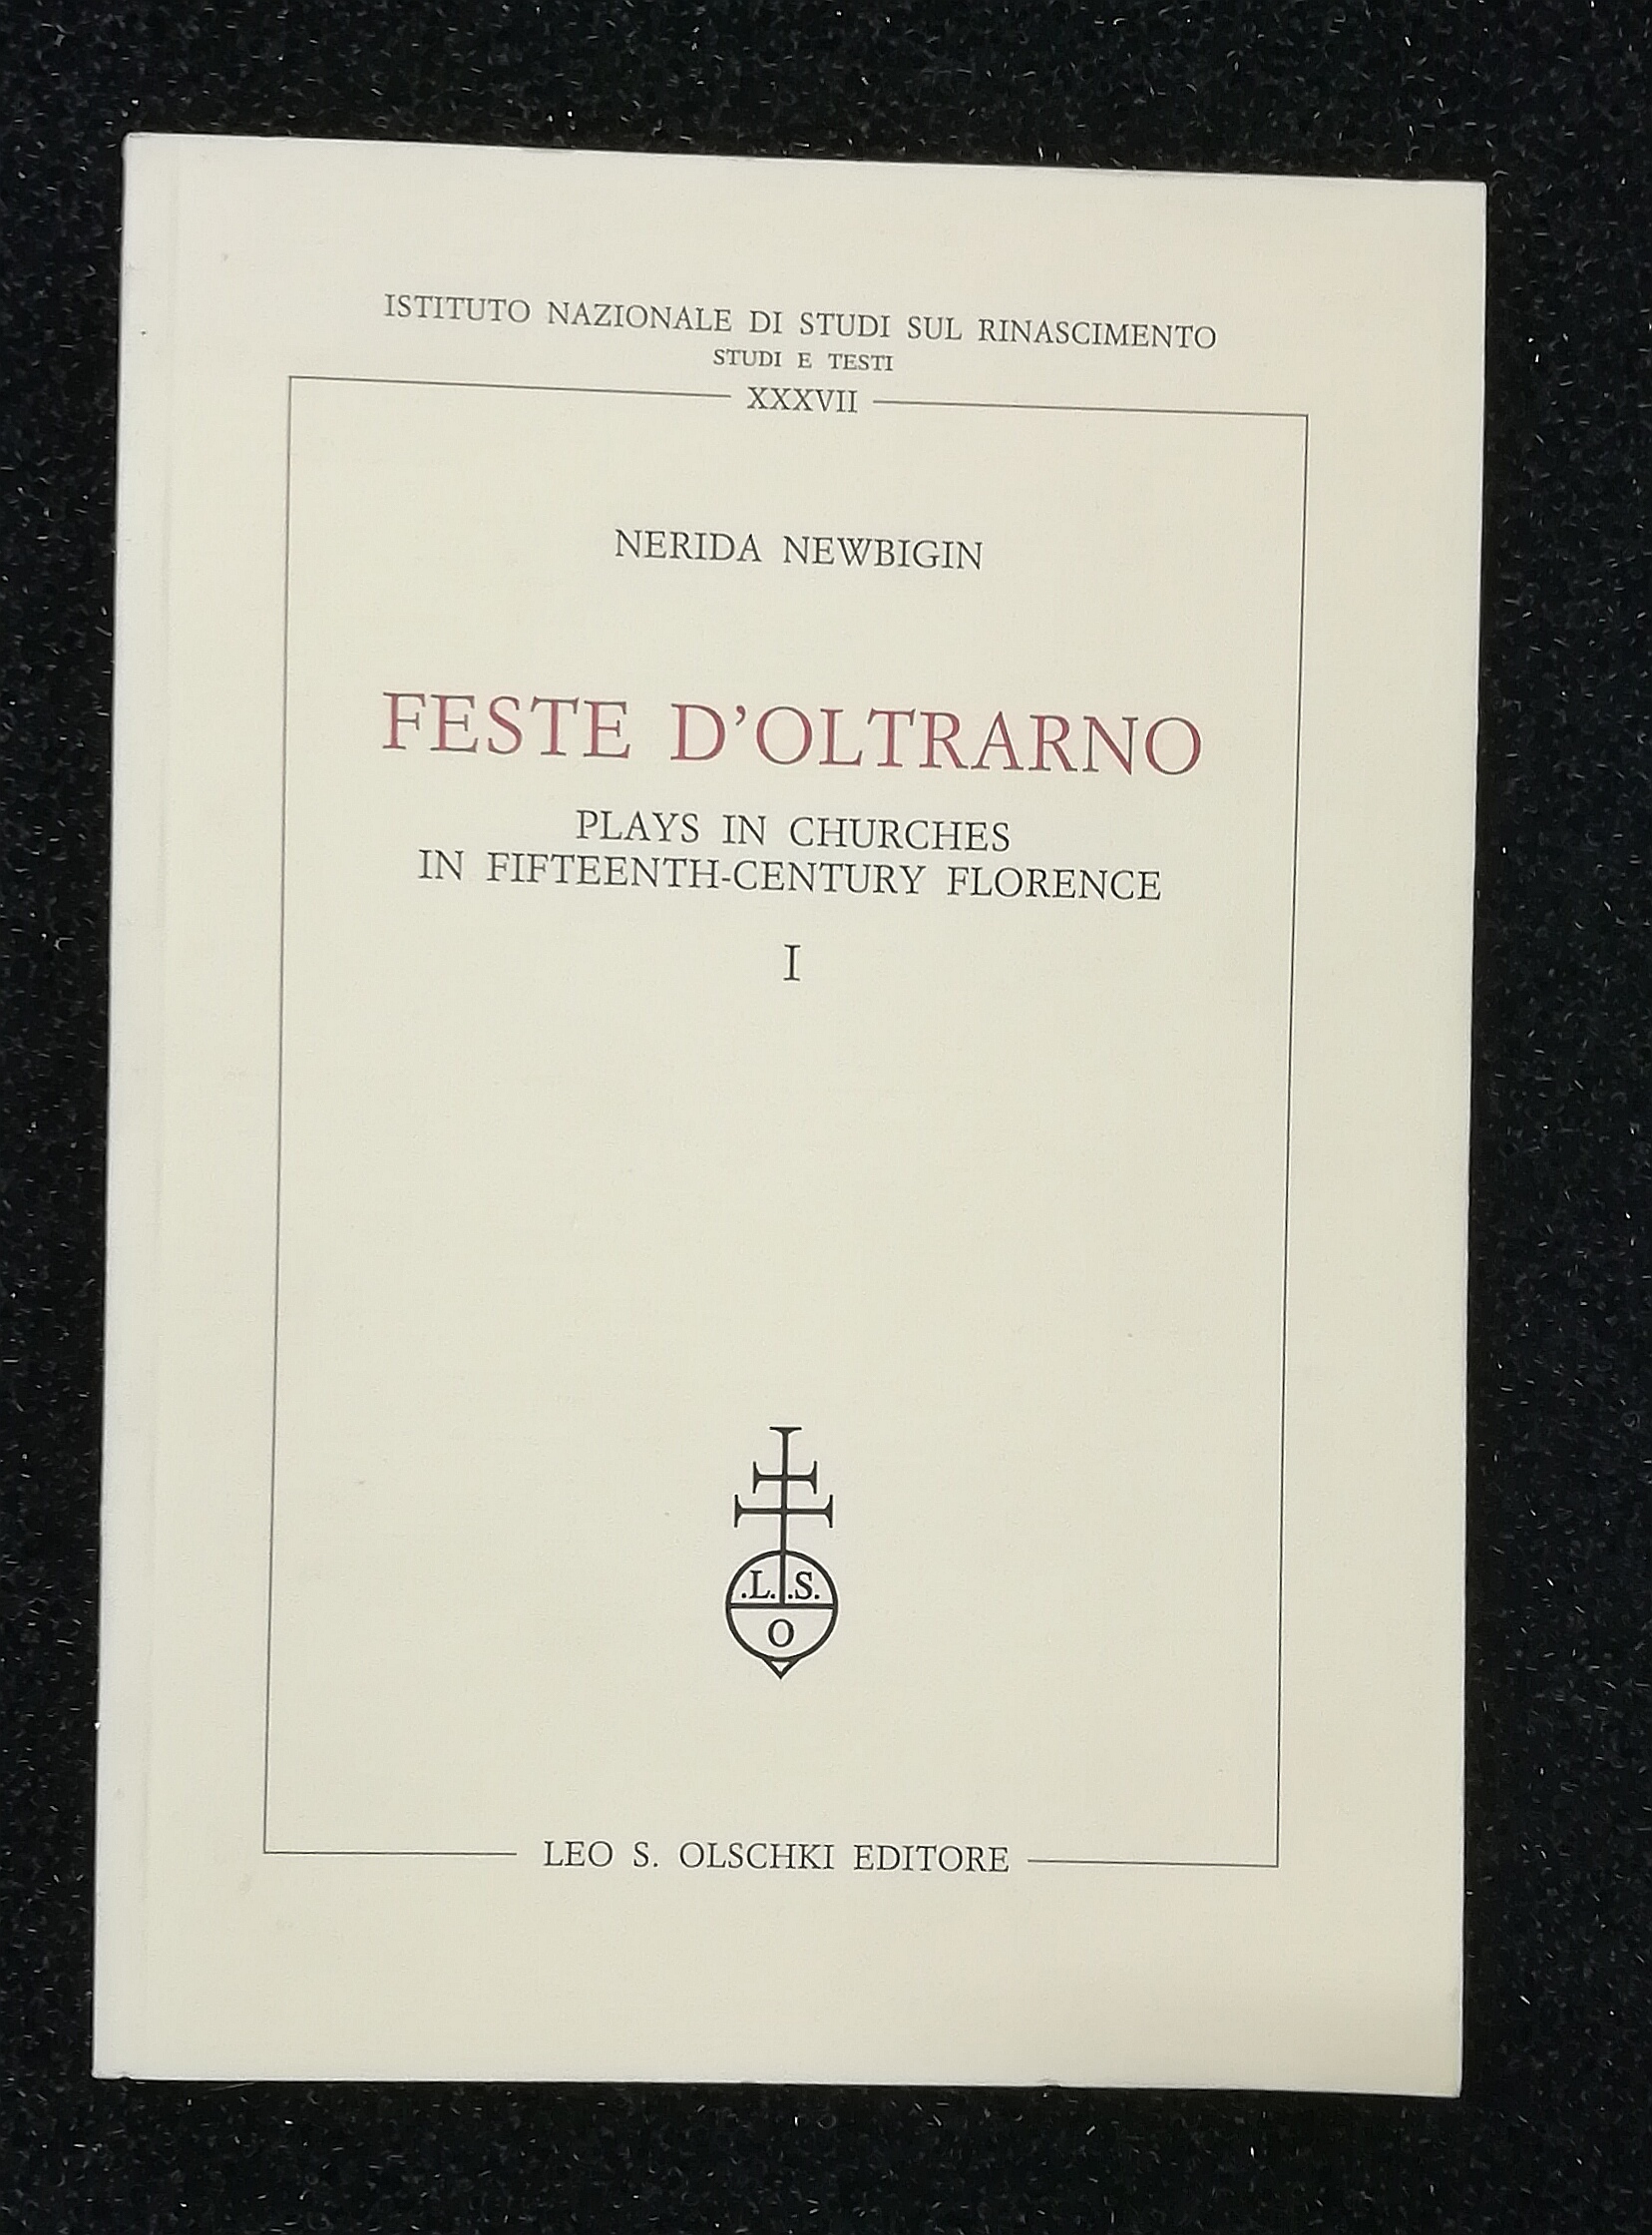 ISTITUTO NAZIONALE DI STUDI SUL RINASCIMENTO
STUDI E TESTI
XXXVII
NERIDA NEWBIGIN
FESTE D'OLTRARNO
PLAYS IN CHURCHES
IN FIFTEENTH-CENTURY FLORENCE
I
.L. .S.
O
LEO S. OLSCHKI EDITORE